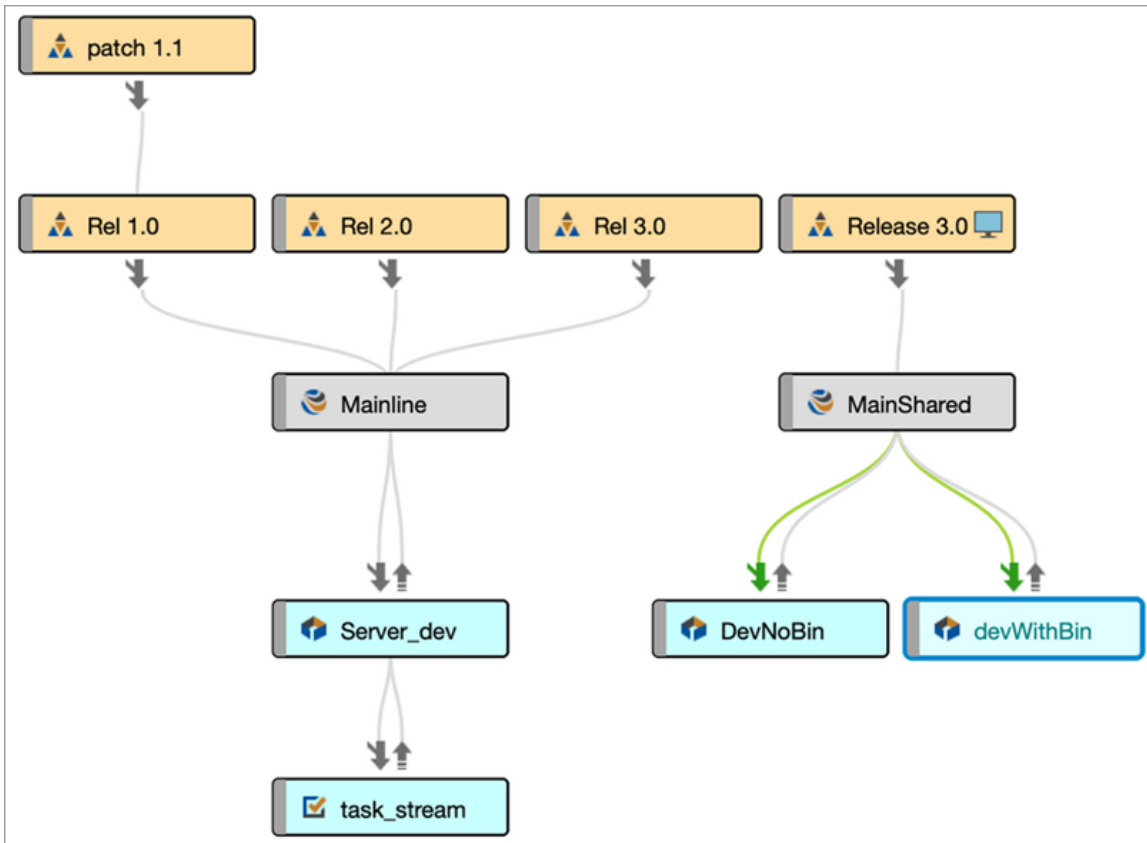 patch 1.1
Rel 1.0
Rel 2.0
Rel 3.0
Release 3.0
Mainline
MainShared
Server_dev
DevNoBin
devWithBin
task_stream